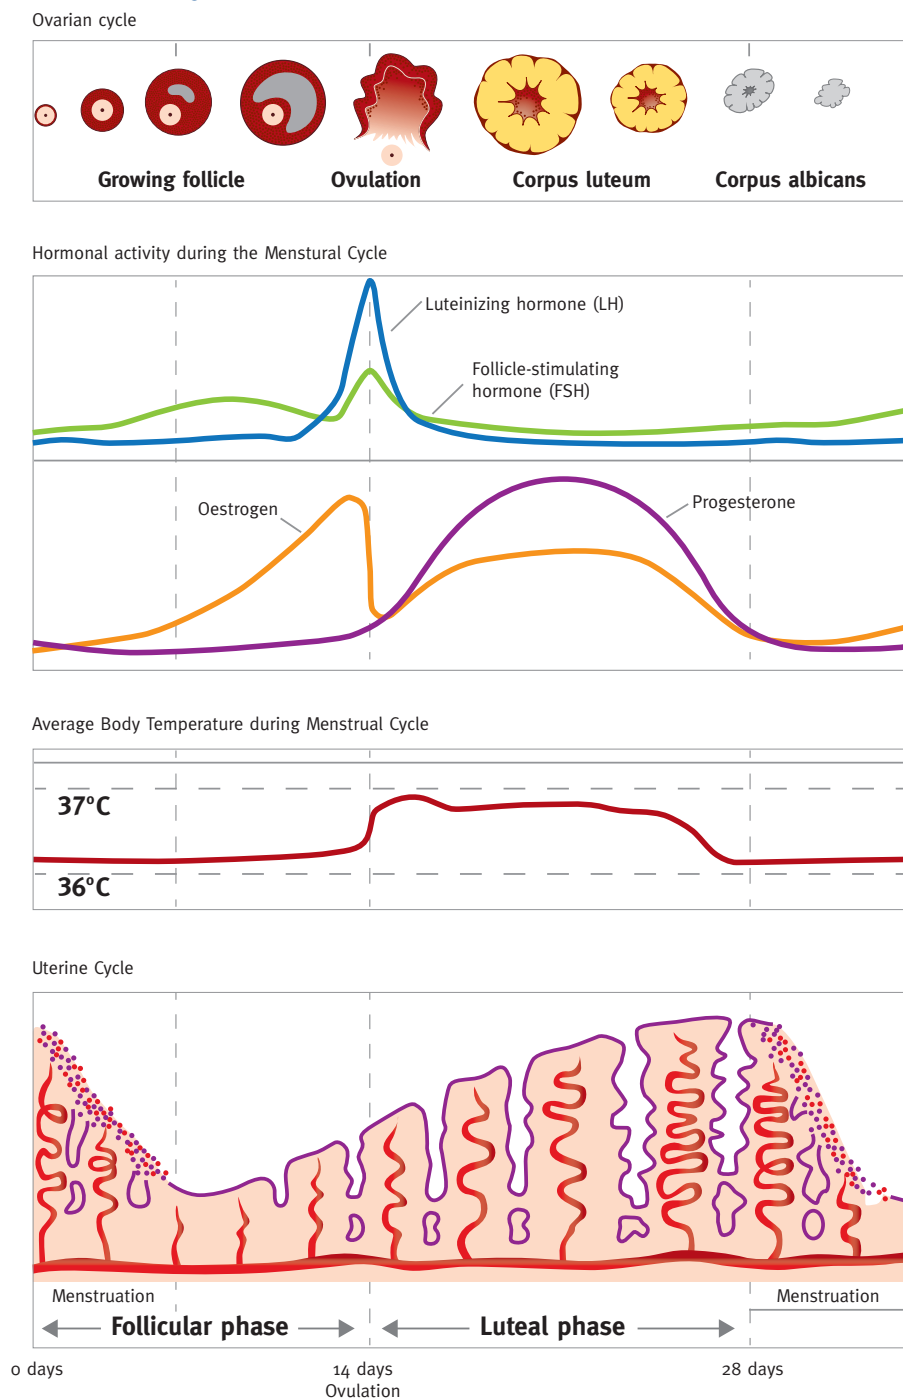 Ovarian cycle
Growing follicle
Ovulation
Corpus luteum
Corpus albicans
Hormonal activity during the Menstural Cycle
Luteinizing hormone (LH)
Follicle-stimulating
hormone (FSH)
Oestrogen
Progesterone
Average Body Temperature during Menstrual Cycle
37°C
36°C
Uterine Cycle
Menstruation
Menstruation
Follicular phase
Luteal phase
0 days
14 days
Ovulation
28 days